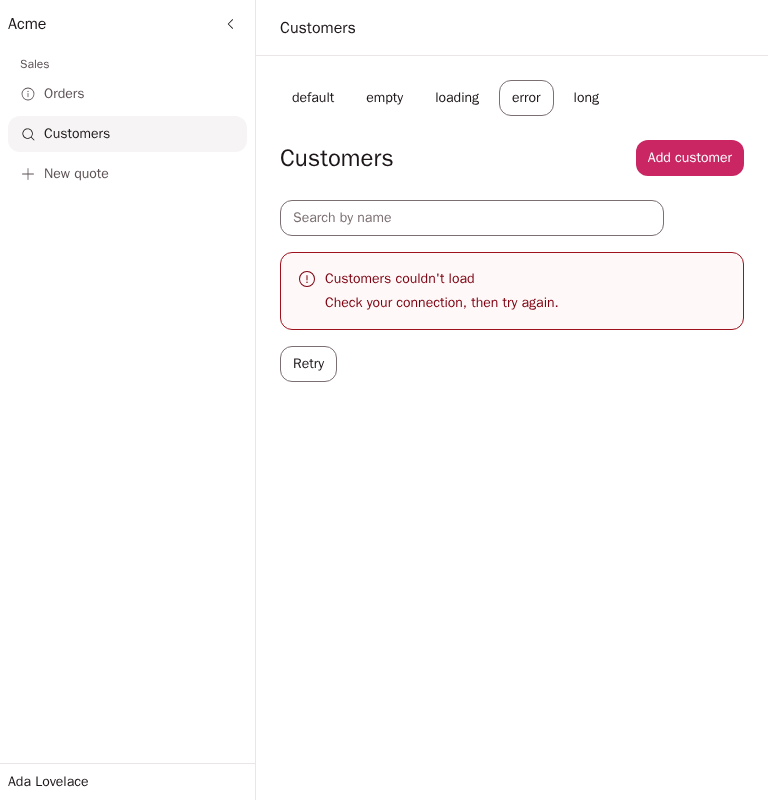 Acme
Sales
Orders
Customers
New quote
Ada Lovelace
Customers
default empty loading error long
Customers
Add customer
Search by name
Customers couldn't load
Check your connection, then try again.
Retry